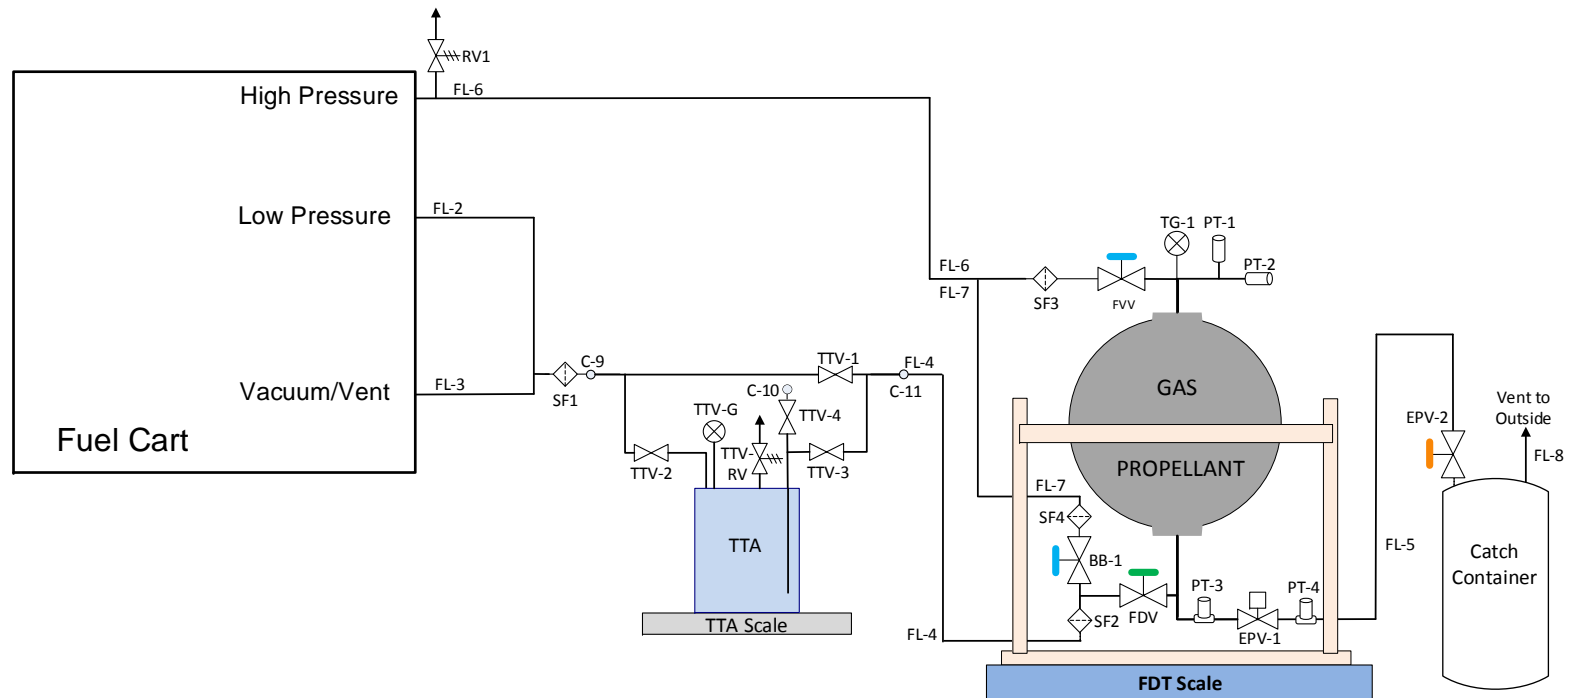 RV1
High Pressure
FL-6
Low Pressure
FL-2
TG-1
PT-1
FL-6
PT-2
FL-7
SF3
FVV
C-9
TTV-1
FL-4
Vacuum/Vent
FL-3
SF1
C-10
C-11
GAS
Vent to
Outside
TTV-G
TTV-4
EPV-2
Fuel Cart
TTV-2
TTV-
RV
TTV-3
PROPELLANT
FL-8
FL-7
SF4
TTA
BB-1
FL-5
Catch
Container
PT-3
PT-4
SF2
FDV
EPV-1
TTA Scale
FL-4
FDT Scale